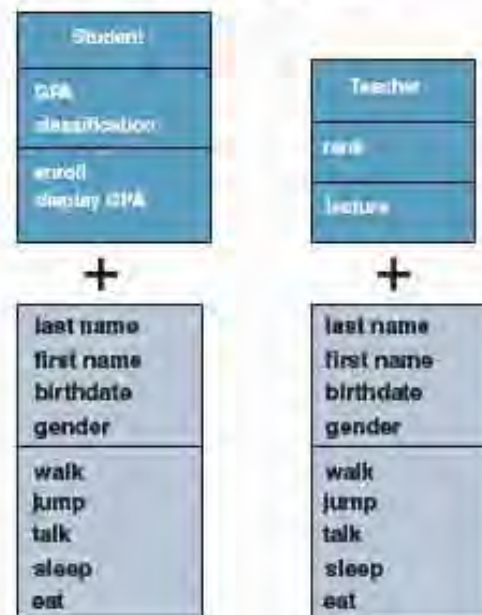 Student
GPA
classification
enroll
display GPA
last name
first name
birthdate
gender
walk
jump
talk
sleep
eat
Teacher
rank
lecture
last name
first name
birthdate
gender
walk
jump
talk
sleep
eat